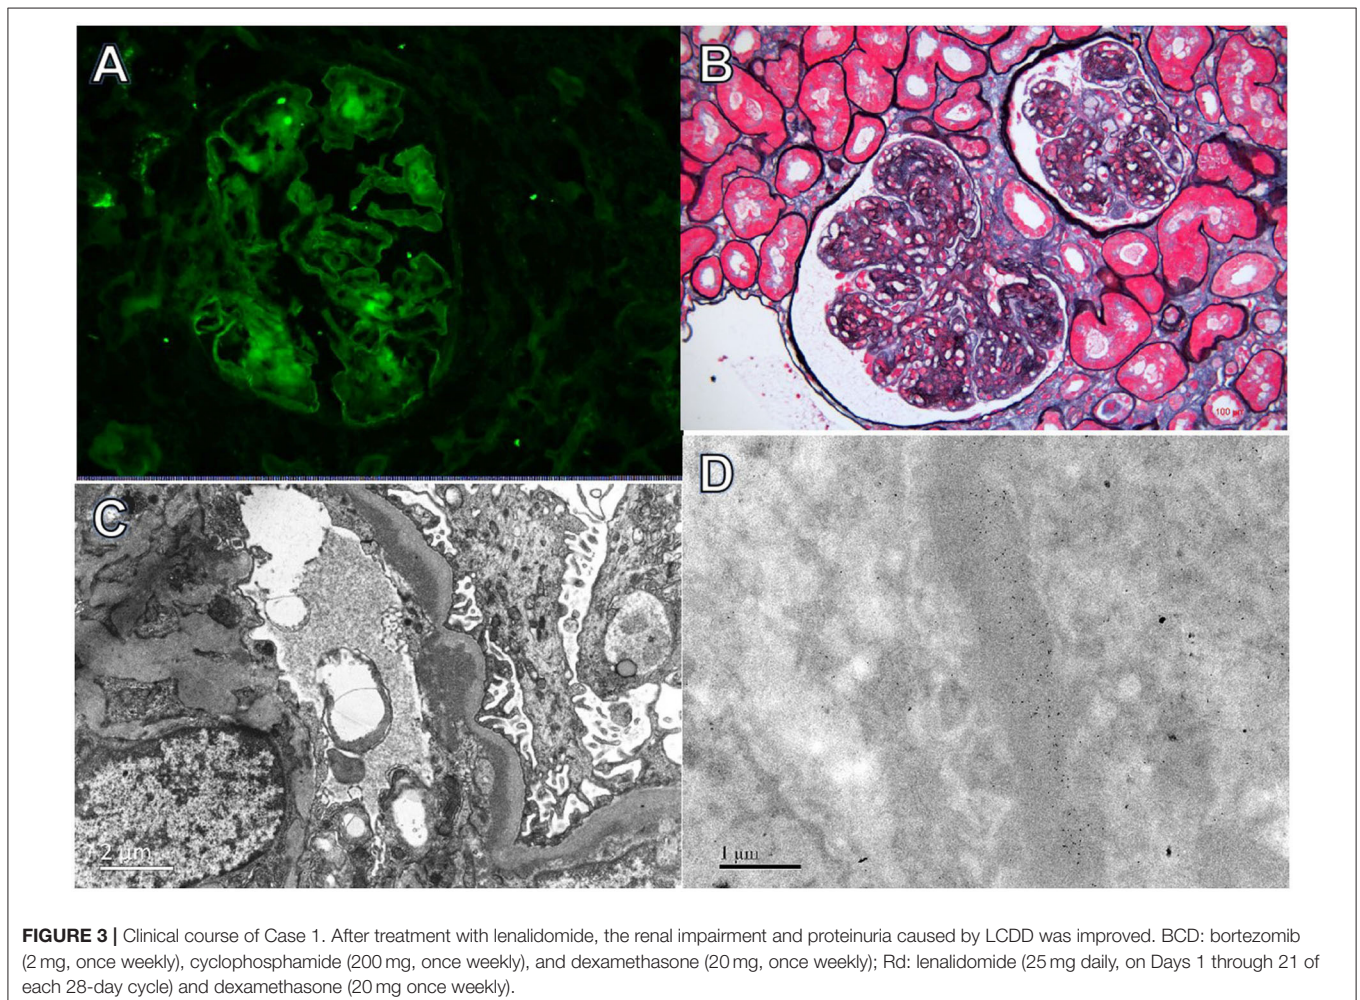 A
B
100 µm
C
2 µm
D
1 µm
FIGURE 3 | Clinical course of Case 1. After treatment with lenalidomide, the renal impairment and proteinuria caused by LCDD was improved. BCD: bortezomib
(2 mg, once weekly), cyclophosphamide (200 mg, once weekly), and dexamethasone (20 mg, once weekly); Rd: lenalidomide (25 mg daily, on Days 1 through 21 of
each 28-day cycle) and dexamethasone (20 mg once weekly).